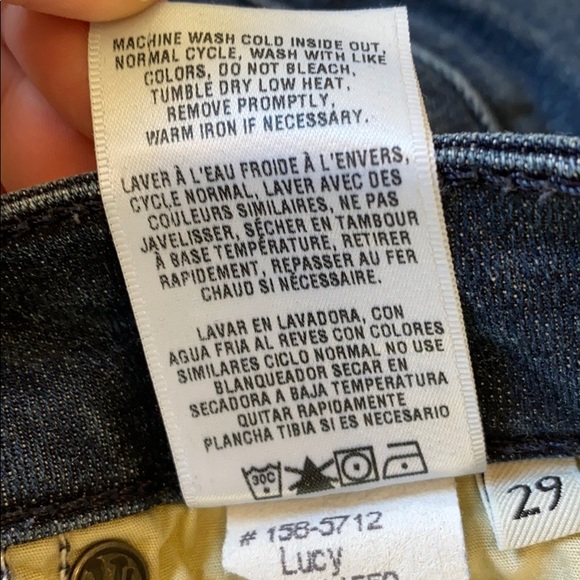 MACHINE WASH COLD INSIDE OUT,
NORMAL CYCLE, WASH WITH LIKE
COLORS, DO NOT BLEACH,
TUMBLE DRY LOW HEAT,
REMOVE PROMPTLY,
WARM IRON IF NECESSARY.
LAVER À L'EAU FROIDE À L'ENVERS,
CYCLE NORMAL, LAVER AVEC DES
COULEURS SIMILAIRES, NE PAS
JAVELISSER, SÉCHER EN TAMBOUR
À BASE TEMPÉRATURE, RETIRER
RAPIDEMENT, REPASSER AU FER
CHAUD SI NÉCESSAIRE.
LAVAR EN LAVADORA, CON
AGUA FRIA AL REVES CON COLORES
SIMILARES CICLO NORMAL NO USE
BLANQUEADOR SECAR EN
SECADORA A BAJA TEMPERATURA
QUITAR RAPIDAMENTE
PLANCHA TIBIA SI ES NECESARIO
30C
29
# 158-5712
Lucy